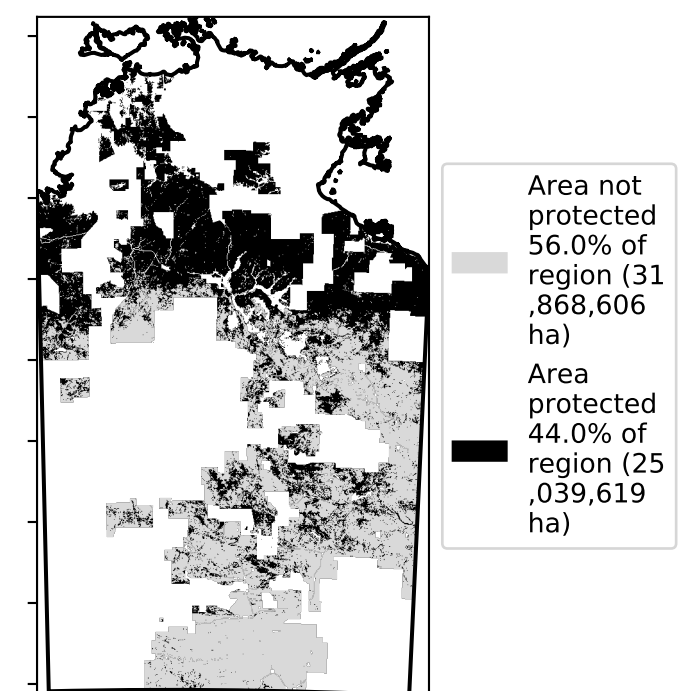 Area not
protected
56.0% of
region (31
,868,606
ha)
Area
protected
44.0% of
region (25
,039,619
ha)